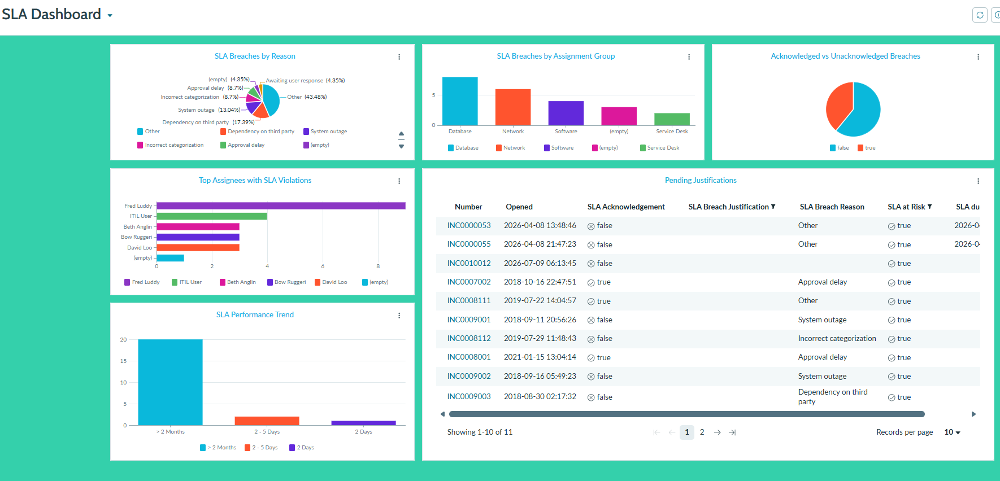 SLA Dashboard
SLA Breaches by Reason
(empty) (4.35%)
Awaiting user response (4.35%)
Approval delay (8.7%)
Incorrect categorization (8.7%)
Other (43.48%)
System outage (13.04%)
Dependency on third party (17.39%)
Other Dependency on third party System outage
Incorrect categorization Approval delay (empty)
SLA Breaches by Assignment Group
5
0
Database Network Software (empty) Service Desk
Database Network Software (empty) Service Desk
Acknowledged vs Unacknowledged Breaches
false true
Top Assignees with SLA Violations
Fred Luddy
ITIL User
Beth Anglin
Bow Ruggeri
David Loo
(empty)
0 2 4 6 8
Fred Luddy ITIL User Beth Anglin Bow Ruggeri David Loo (empty)
SLA Performance Trend
20
15
10
5
0
> 2 Months 2 - 5 Days 2 Days
> 2 Months 2 - 5 Days 2 Days
Pending Justifications
Number Opened SLA Acknowledgement SLA Breach Justification SLA Breach Reason SLA at Risk SLA du
INC0000053 2026-04-08 13:48:46 false Other true 2026-04
INC0000055 2026-04-08 21:47:23 false Other true 2026-04
INC0010012 2026-07-09 06:13:45 false true
INC0007002 2018-10-16 22:47:51 true Approval delay true
INC0008111 2019-07-22 14:04:57 true Other true
INC0009001 2018-09-11 20:56:26 false System outage true
INC0008112 2019-07-29 11:48:43 false Incorrect categorization true
INC0008001 2021-01-15 13:04:14 true Approval delay true
INC0009002 2018-09-16 05:49:23 false System outage true
INC0009003 2018-08-30 02:17:32 false Dependency on third party true
Showing 1-10 of 11 1 2 Records per page 10